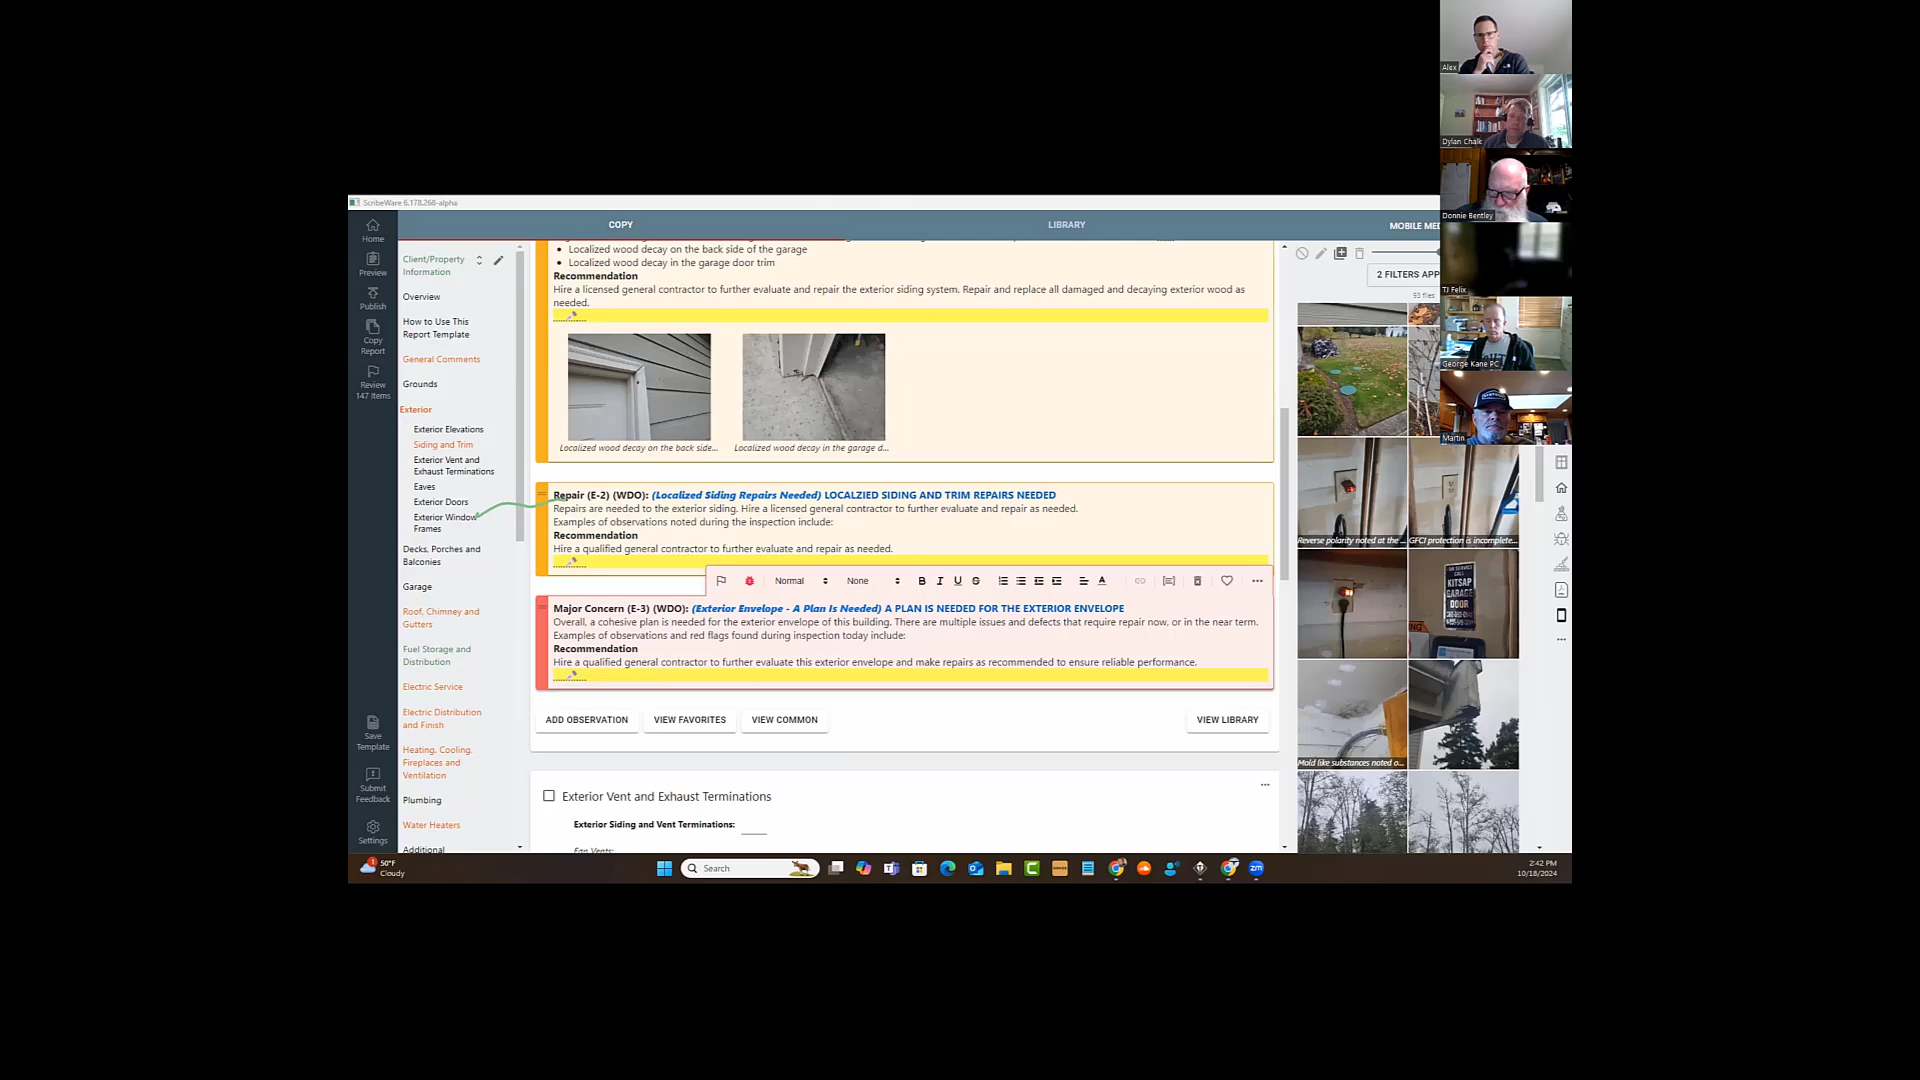 ScribeWare 6.178.268-alpha
COPY
LIBRARY
MOBILE MED
Home
Preview
Publish
Copy
Report
Review
147 Items
Save
Template
Submit
Feedback
Settings
Client/Property
Information
Overview
How to Use This
Report Template
General Comments
Grounds
Exterior
Exterior Elevations
Siding and Trim
Exterior Vent and
Exhaust Terminations
Eaves
Exterior Doors
Exterior Window
Frames
Decks, Porches and
Balconies
Garage
Roof, Chimney and
Gutters
Fuel Storage and
Distribution
Electric Service
Electric Distribution
and Finish
Heating, Cooling,
Fireplaces and
Ventilation
Plumbing
Water Heaters
Additional
• Localized wood decay on the back side of the garage
• Localized wood decay in the garage door trim
Recommendation
Hire a licensed general contractor to further evaluate and repair the exterior siding system. Repair and replace all damaged and decaying exterior wood as
needed.
Localized wood decay on the back side...
Localized wood decay in the garage d...
Repair (E-2) (WDO): (Localized Siding Repairs Needed) LOCALZIED SIDING AND TRIM REPAIRS NEEDED
Repairs are needed to the exterior siding. Hire a licensed general contractor to further evaluate and repair as needed.
Examples of observations noted during the inspection include:
Recommendation
Hire a qualified general contractor to further evaluate and repair as needed.
Normal
None
B I U S
A
Major Concern (E-3) (WDO): (Exterior Envelope - A Plan Is Needed) A PLAN IS NEEDED FOR THE EXTERIOR ENVELOPE
Overall, a cohesive plan is needed for the exterior envelope of this building. There are multiple issues and defects that require repair now, or in the near term.
Examples of observations and red flags found during inspection today include:
Recommendation
Hire a qualified general contractor to further evaluate this exterior envelope and make repairs as recommended to ensure reliable performance.
ADD OBSERVATION
VIEW FAVORITES
VIEW COMMON
VIEW LIBRARY
Exterior Vent and Exhaust Terminations
Exterior Siding and Vent Terminations:
Fan Vents:
2 FILTERS APP
93 files
Reverse polarity noted at the ...
GFCI protection is incomplete...
SERVICE
CALL
KITSAP
GARAGE
DOOR
Mold like substances noted o...
Alex
Dylan Chalk
Donnie Bentley
TJ Felix
George Kane PC
Martin
1
50°F
Cloudy
Search
zm
2:42 PM
10/18/2024